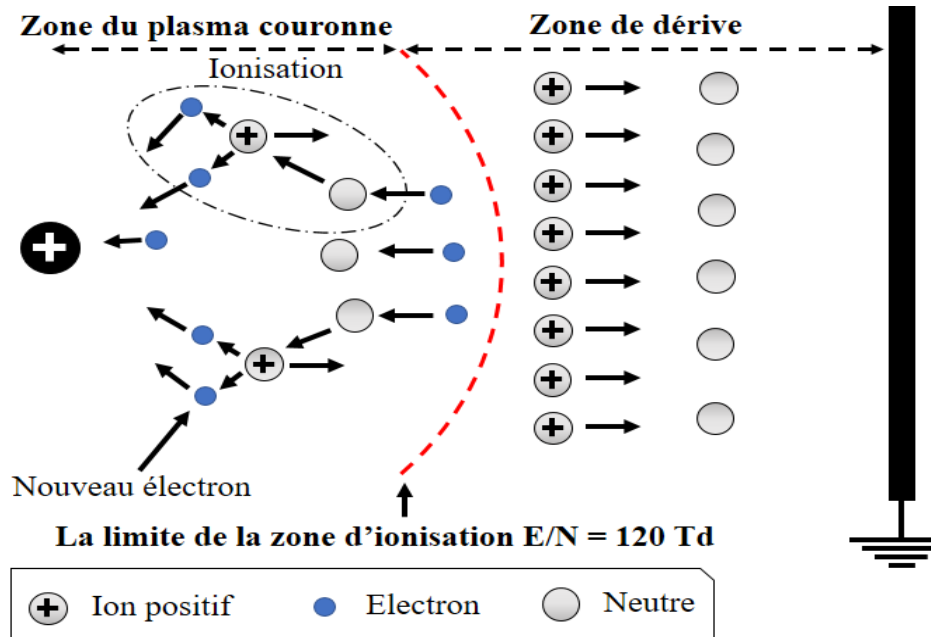 Zone du plasma couronne
Zone de dérive
Ionisation
Nouveau électron
La limite de la zone d'ionisation E/N = 120 Td
Ion positif
Electron
Neutre